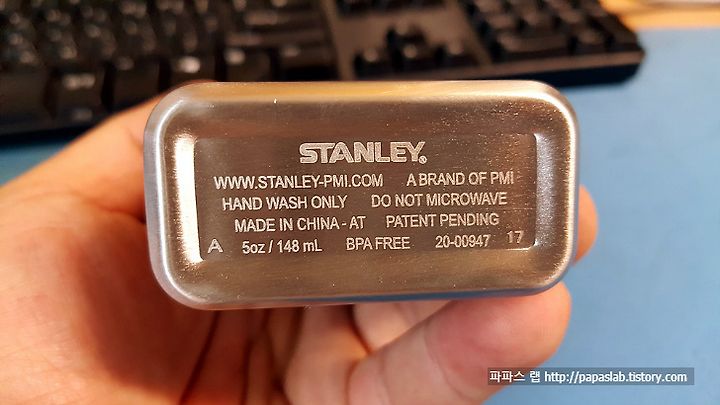 STANLEY®
WWW.STANLEY-PMI.COM A BRAND OF PMI
HAND WASH ONLY DO NOT MICROWAVE
MADE IN CHINA - AT PATENT PENDING
A 5oz / 148 mL BPA FREE 20-00947 17
파파스 랩 http://papaslab.tistory.com